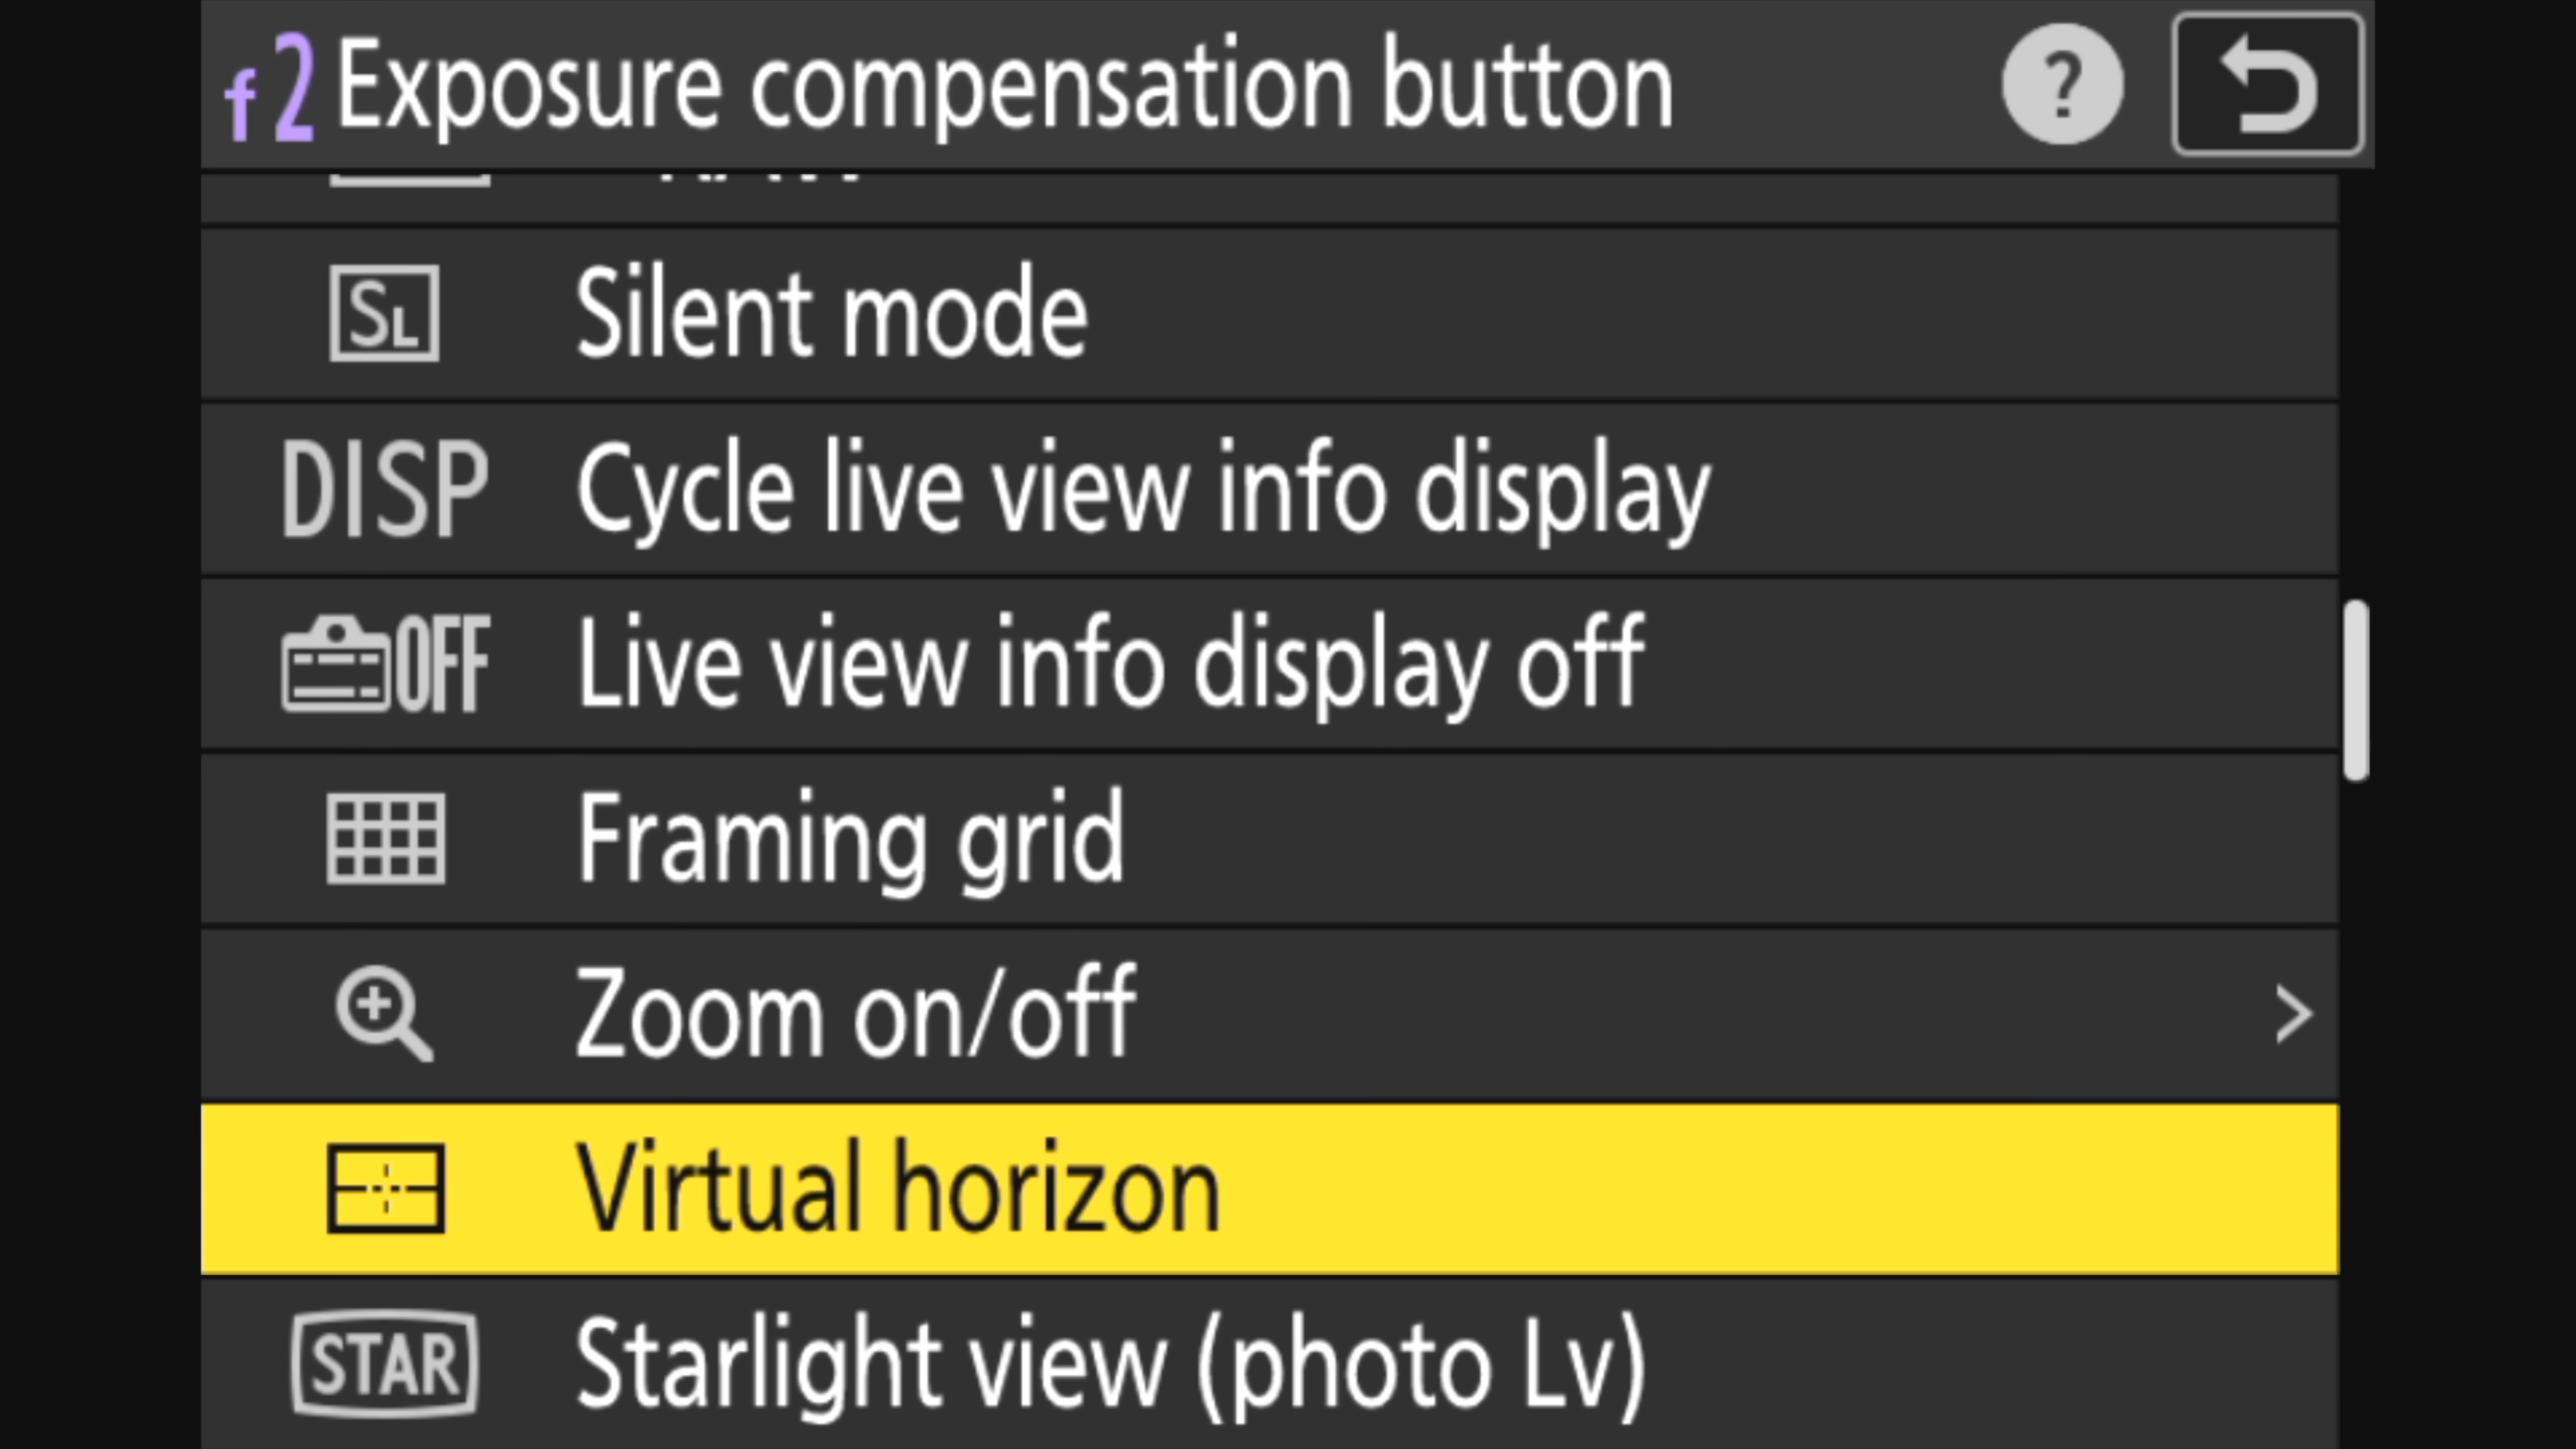 f2 Exposure compensation button ?
SL Silent mode
DISP Cycle live view info display
OFF Live view info display off
Framing grid
Zoom on/off >
Virtual horizon
STAR Starlight view (photo Lv)